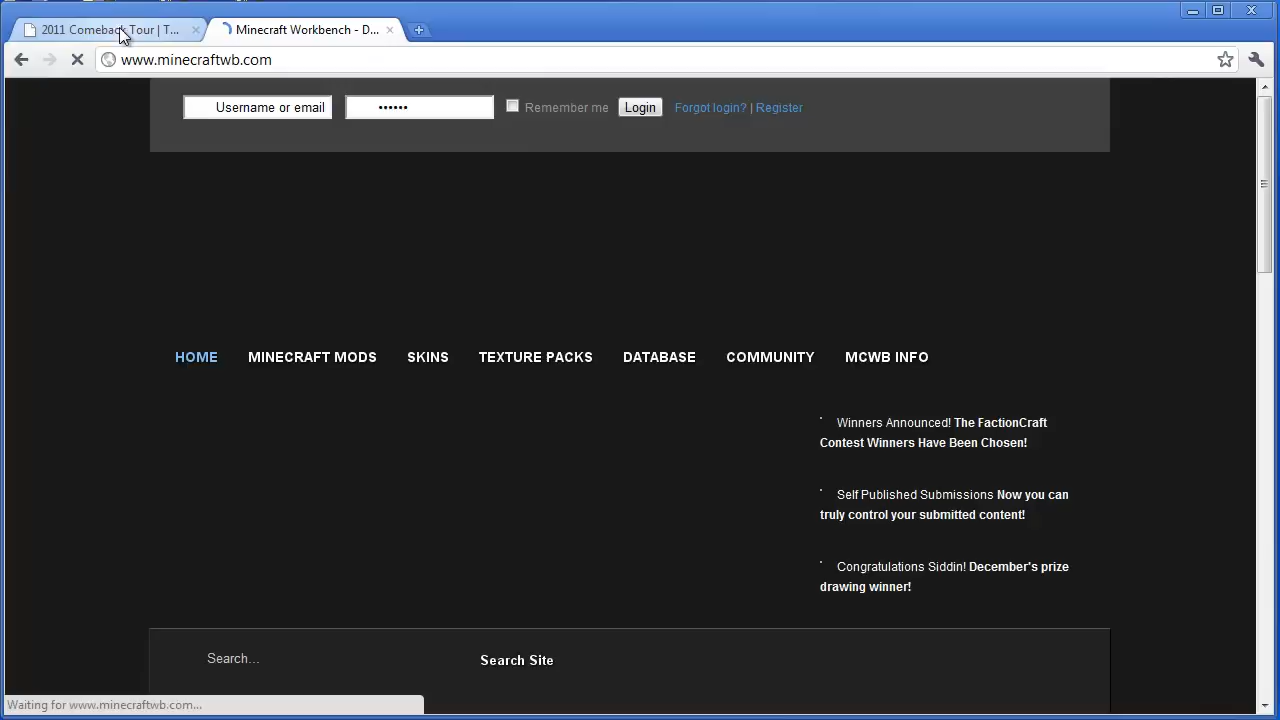 2011 Comeback Tour | T...
Minecraft Workbench - D...
www.minecraftwb.com
Username or email
••••••
Remember me
Login
Forgot login? | Register
HOME MINECRAFT MODS SKINS TEXTURE PACKS DATABASE COMMUNITY MCWB INFO
Winners Announced! The FactionCraft
Contest Winners Have Been Chosen!
Self Published Submissions Now you can
truly control your submitted content!
Congratulations Siddin! December's prize
drawing winner!
Search...
Search Site
Waiting for www.minecraftwb.com...